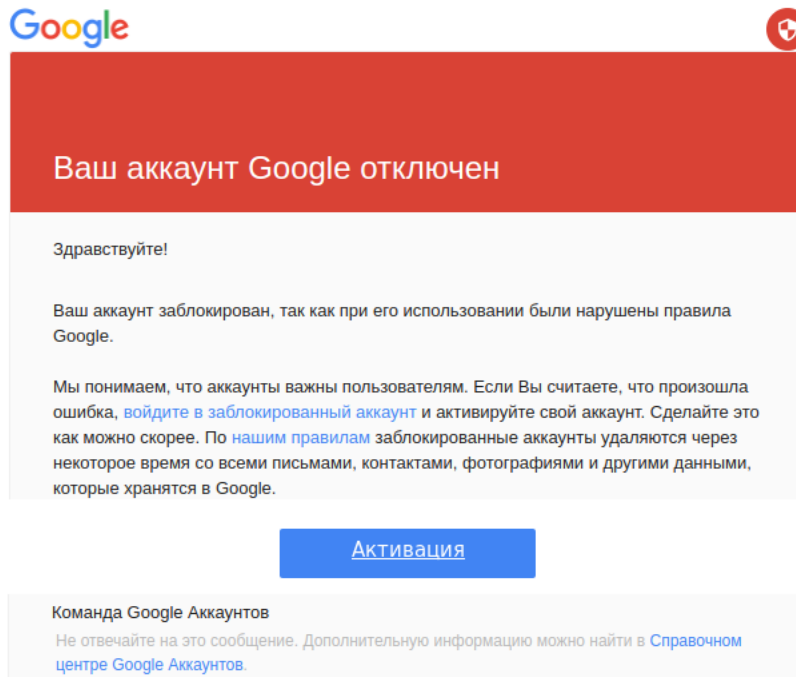 Google
Ваш аккаунт Google отключен
Здравствуйте!
Ваш аккаунт заблокирован, так как при его использовании были нарушены правила
Google.
Мы понимаем, что аккаунты важны пользователям. Если Вы считаете, что произошла
ошибка, войдите в заблокированный аккаунт и активируйте свой аккаунт. Сделайте это
как можно скорее. По нашим правилам заблокированные аккаунты удаляются через
некоторое время со всеми письмами, контактами, фотографиями и другими данными,
которые хранятся в Google.
Активация
Команда Google Аккаунтов
Не отвечайте на это сообщение. Дополнительную информацию можно найти в Справочном
центре Google Аккаунтов.